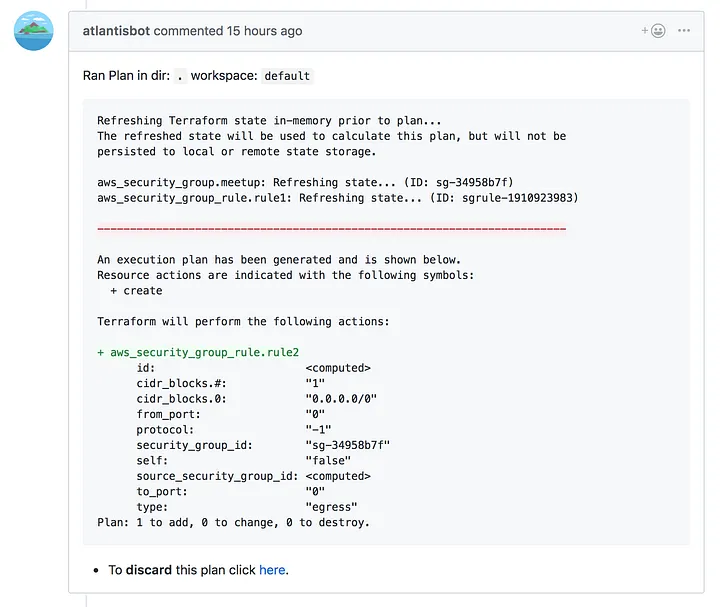 atlantisbot commented 15 hours ago
Ran Plan in dir: . workspace: default
Refreshing Terraform state in-memory prior to plan...
The refreshed state will be used to calculate this plan, but will not be
persisted to local or remote state storage.
aws_security_group.meetup: Refreshing state... (ID: sg-34958b7f)
aws_security_group_rule.rule1: Refreshing state... (ID: sgrule-1910923983)
------------------------------------------------------------------------
An execution plan has been generated and is shown below.
Resource actions are indicated with the following symbols:
+ create
Terraform will perform the following actions:
+ aws_security_group_rule.rule2
id: <computed>
cidr_blocks.#: "1"
cidr_blocks.0: "0.0.0.0/0"
from_port: "0"
protocol: "-1"
security_group_id: "sg-34958b7f"
self: "false"
source_security_group_id: <computed>
to_port: "0"
type: "egress"
Plan: 1 to add, 0 to change, 0 to destroy.
• To discard this plan click here.